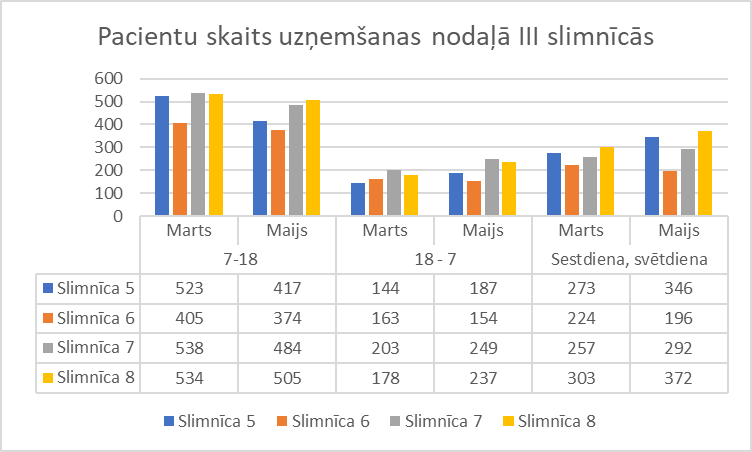 Pacientu skaits uzņemšanas nodaļā III slimnīcās
600
500
400
300
200
100
0
Marts Maijs Marts Maijs Marts Maijs
7-18 18 - 7 Sestdiena, svētdiena
Slimnīca 5 523 417 144 187 273 346
Slimnīca 6 405 374 163 154 224 196
Slimnīca 7 538 484 203 249 257 292
Slimnīca 8 534 505 178 237 303 372
Slimnīca 5 Slimnīca 6 Slimnīca 7 Slimnīca 8